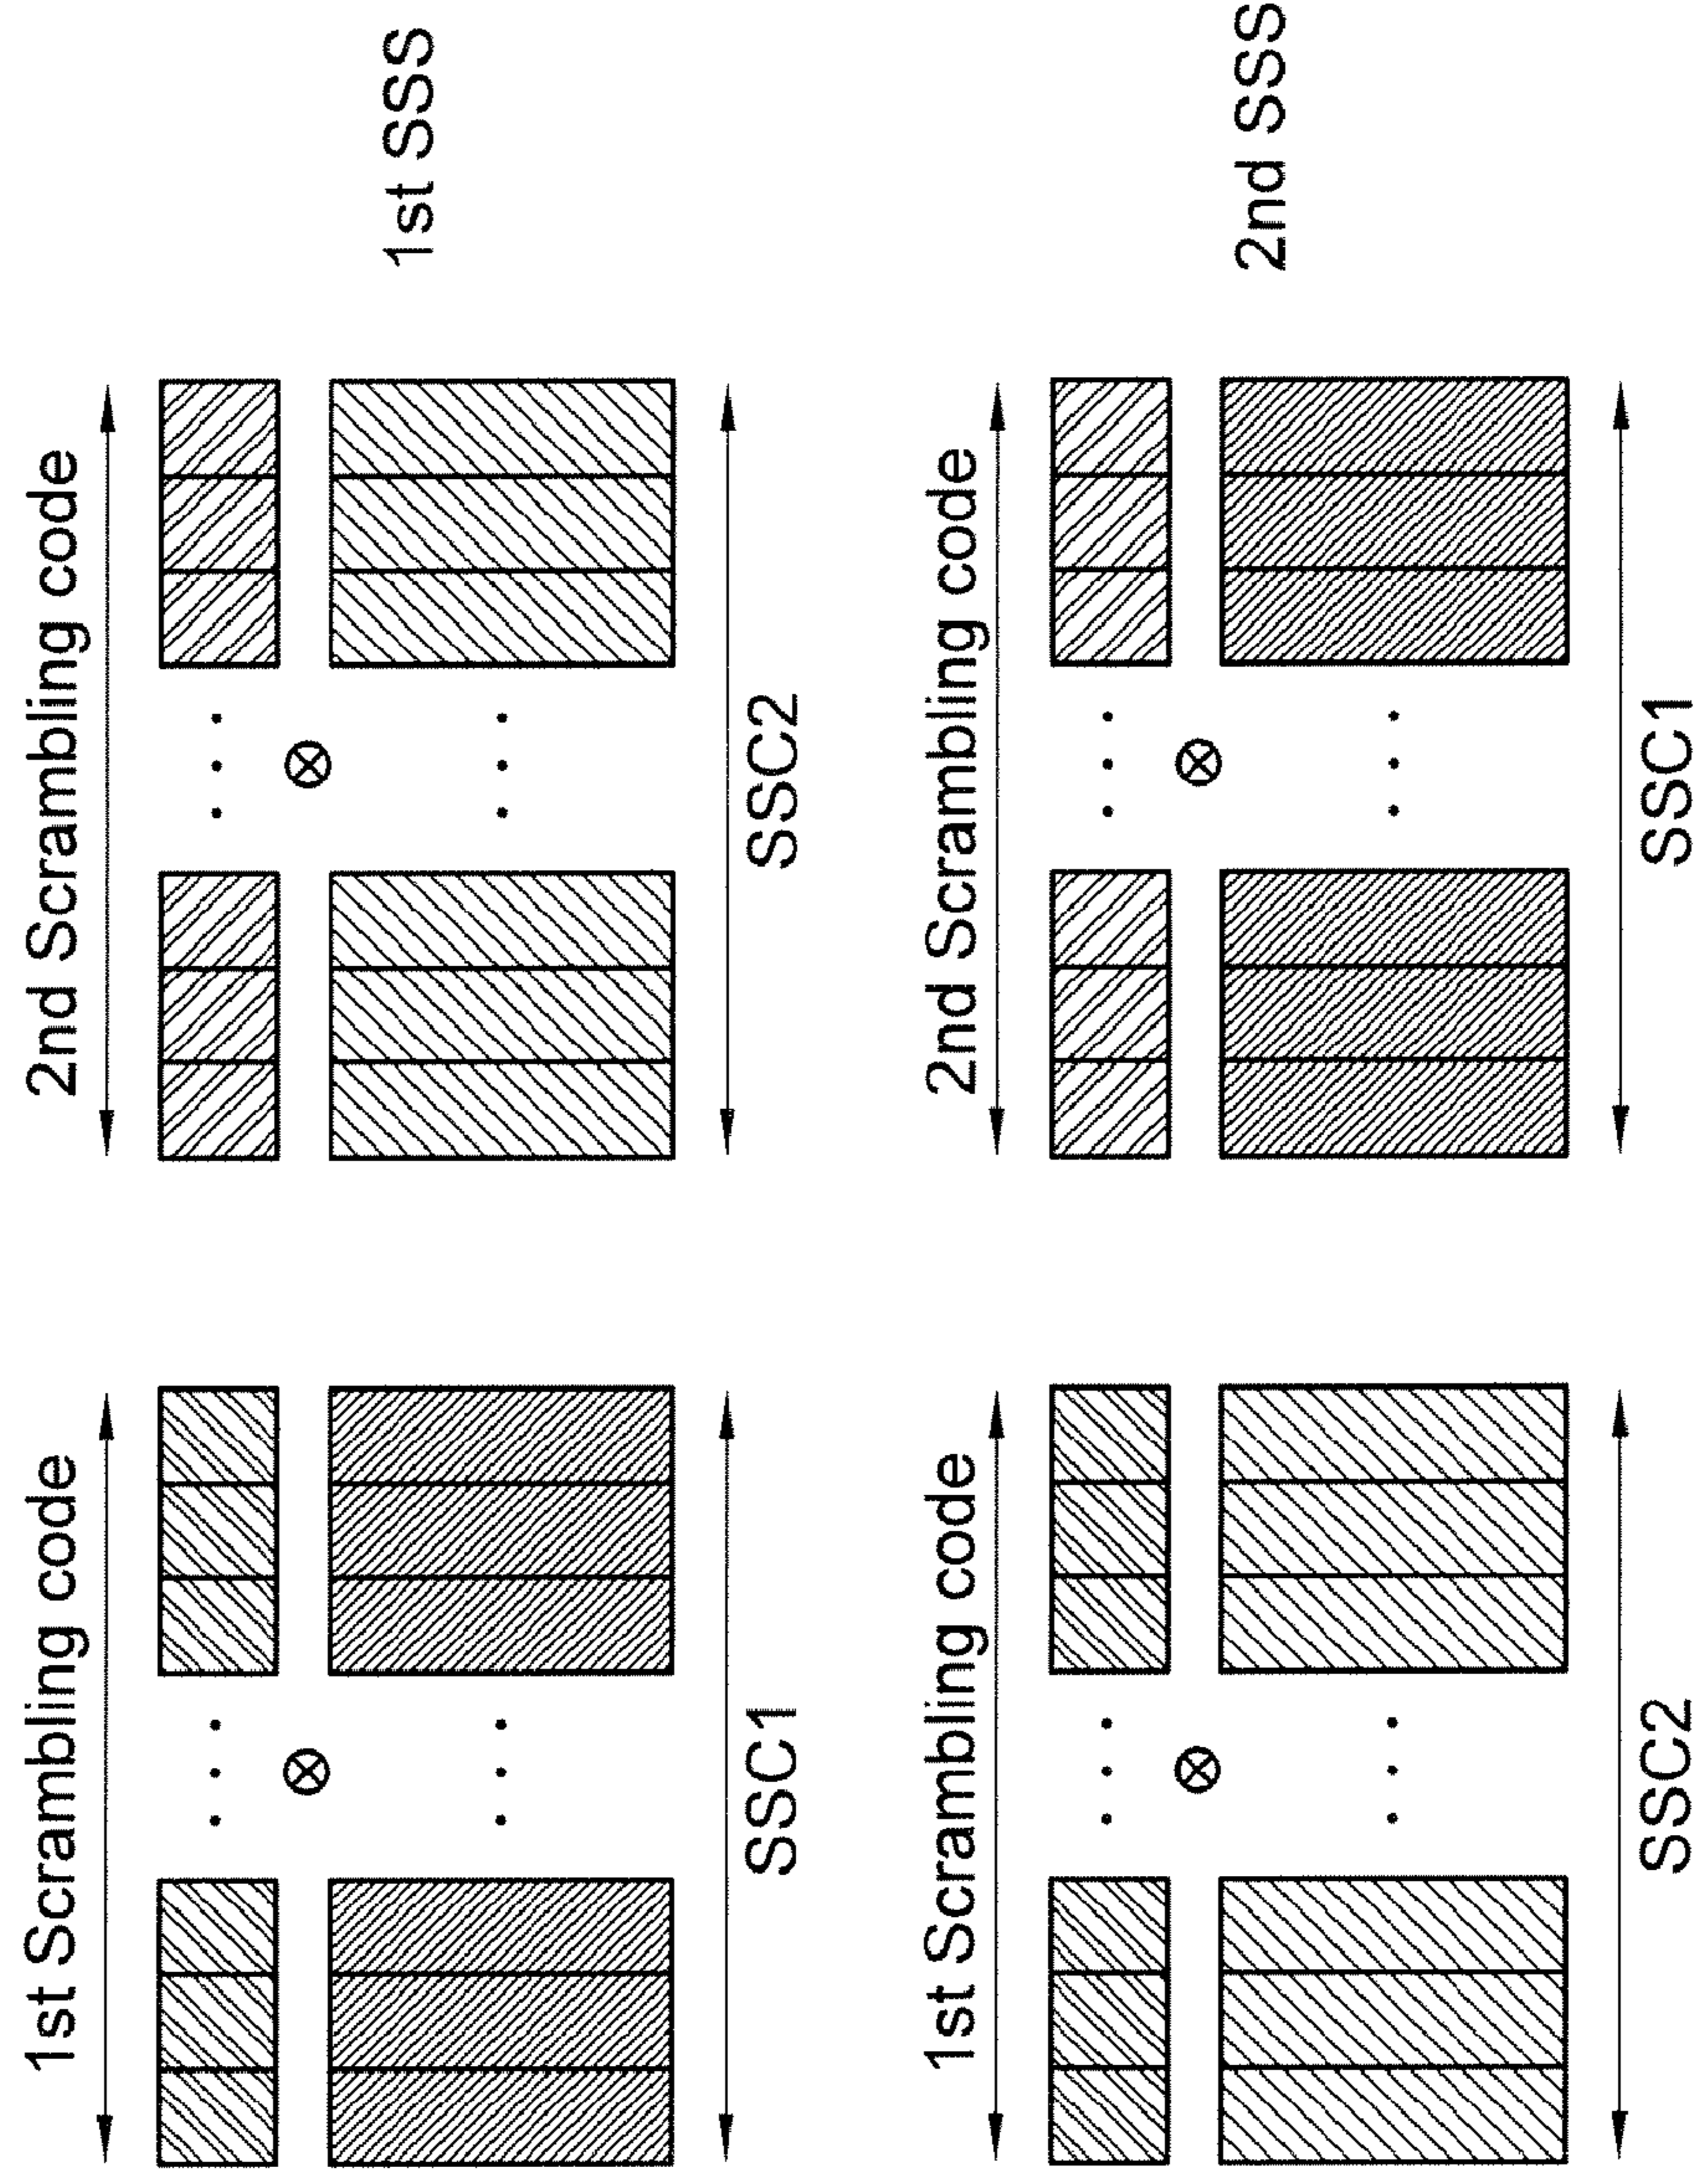 1st Scrambling code
2nd Scrambling code
1st SSS
SSC1
SSC2
1st Scrambling code
2nd Scrambling code
2nd SSS
SSC2
SSC1